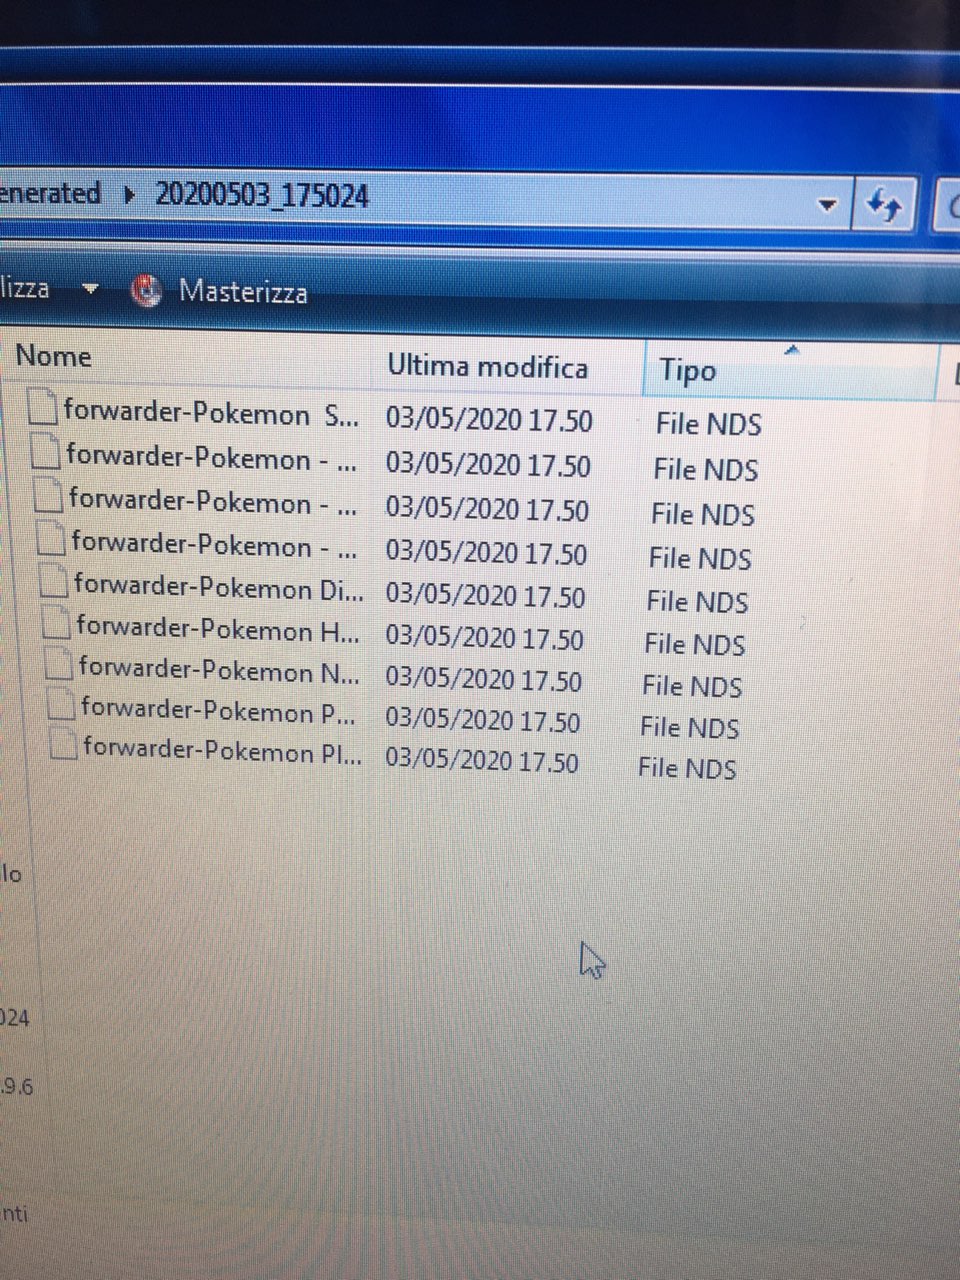 enerated ▸ 20200503_175024
lizza Masterizza
Nome Ultima modifica Tipo
forwarder-Pokemon S... 03/05/2020 17.50 File NDS
forwarder-Pokemon - ... 03/05/2020 17.50 File NDS
forwarder-Pokemon - ... 03/05/2020 17.50 File NDS
forwarder-Pokemon - ... 03/05/2020 17.50 File NDS
forwarder-Pokemon Di... 03/05/2020 17.50 File NDS
forwarder-Pokemon H... 03/05/2020 17.50 File NDS
forwarder-Pokemon N... 03/05/2020 17.50 File NDS
forwarder-Pokemon P... 03/05/2020 17.50 File NDS
forwarder-Pokemon Pl... 03/05/2020 17.50 File NDS
lo
024
.9.6
nti